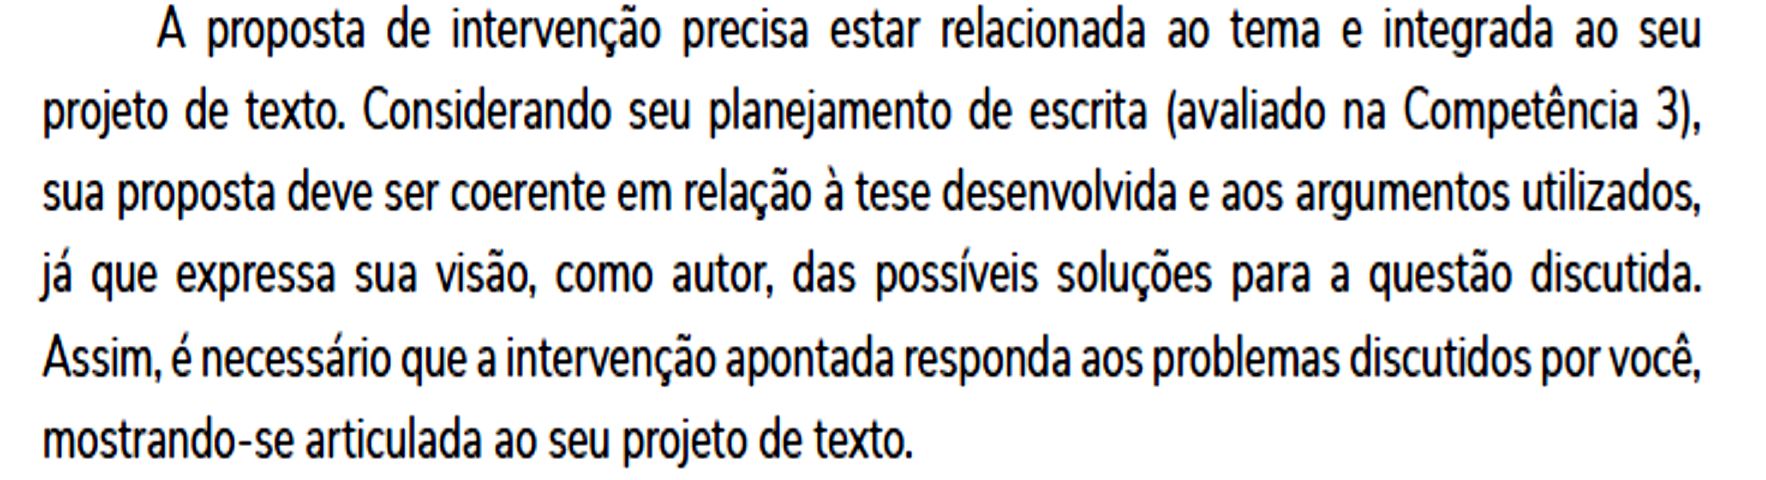 A proposta de intervenção precisa estar relacionada ao tema e integrada ao seu
projeto de texto. Considerando seu planejamento de escrita (avaliado na Competência 3),
sua proposta deve ser coerente em relação à tese desenvolvida e aos argumentos utilizados,
já que expressa sua visão, como autor, das possíveis soluções para a questão discutida.
Assim, é necessário que a intervenção apontada responda aos problemas discutidos por você,
mostrando-se articulada ao seu projeto de texto.